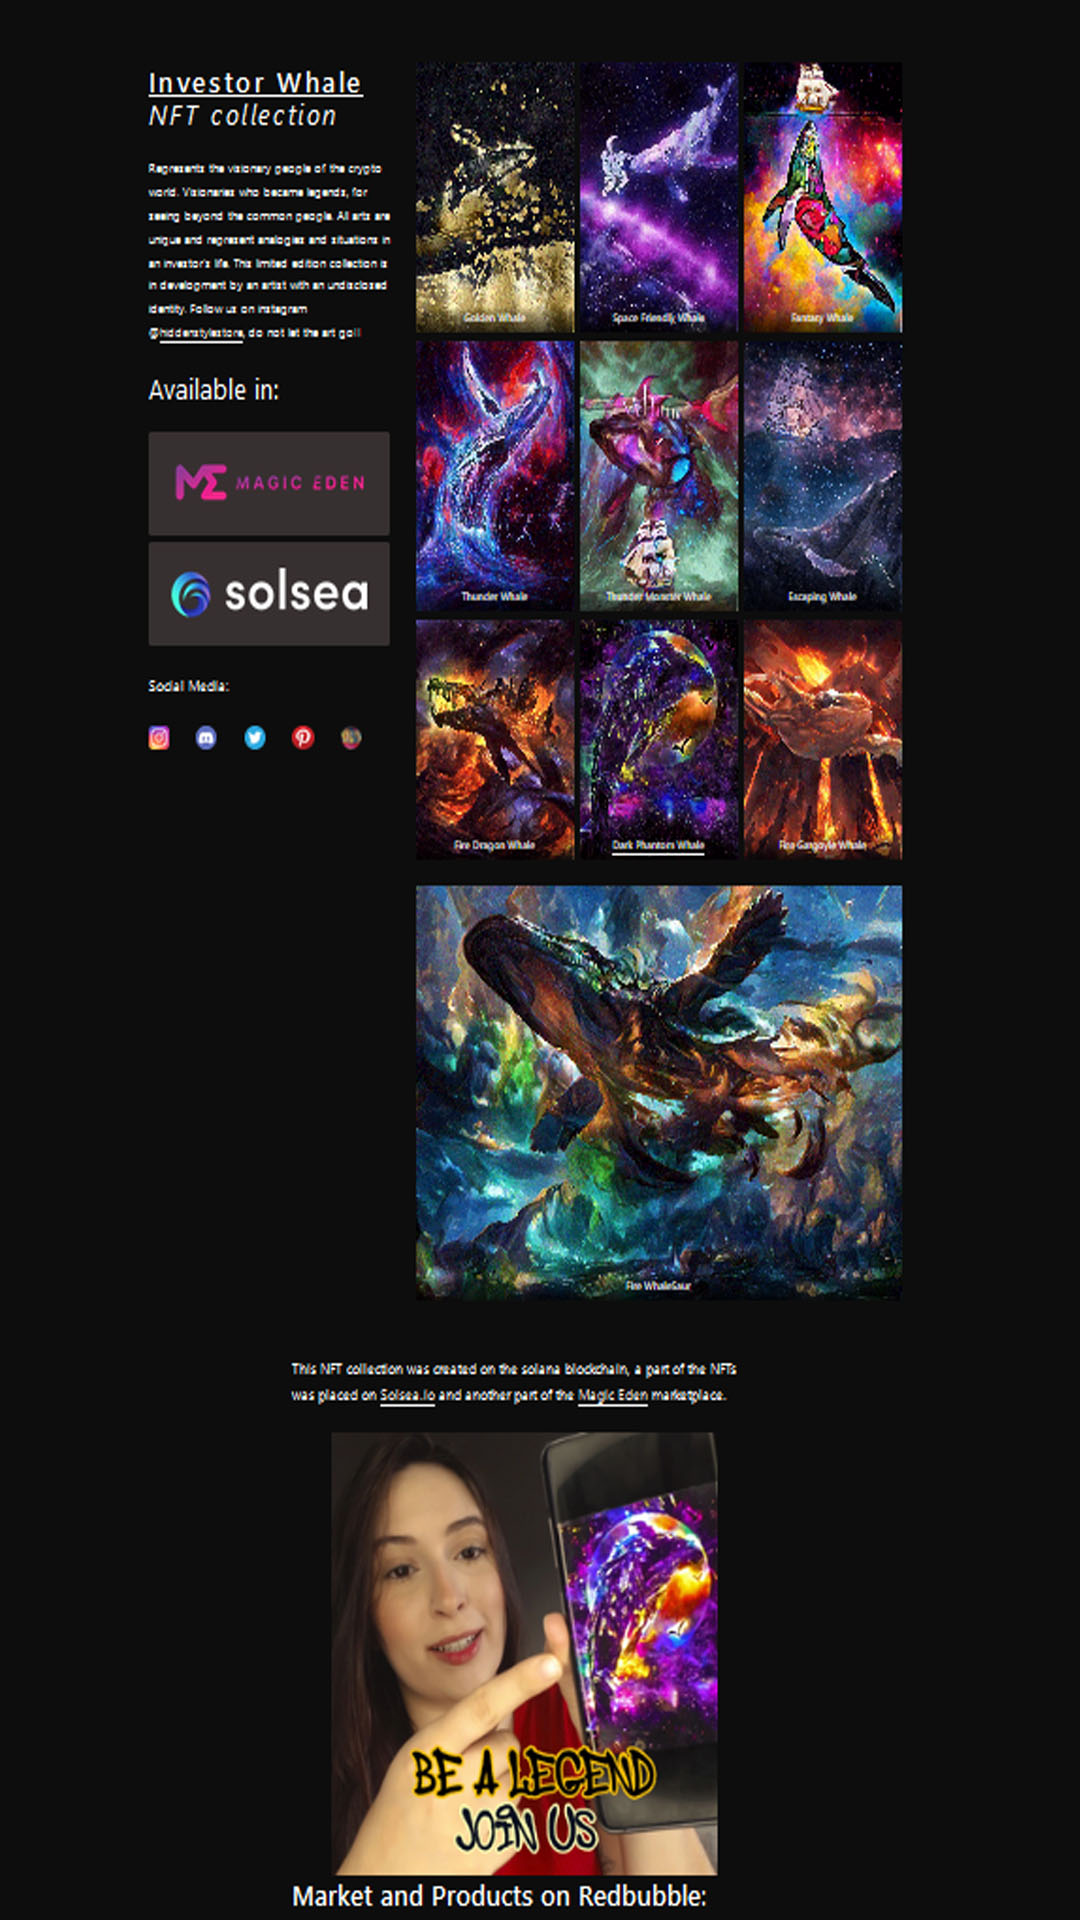 Investor Whale
NFT collection
Represents the visionary people of the crypto
world. Visionaries who became legends, for
seeing beyond the common people. All arts are
unique and represent analogies and situations in
an investor's life. This limited edition collection is
in development by an artist with an undisclosed
identity. Follow us on instagram
@hiddenstylestore, do not let the art go!!
Available in:
MAGIC EDEN
solsea
Social Media:
Golden Whale
Space Friendly Whale
Fantasy Whale
Thunder Whale
Thunder Monster Whale
Escaping Whale
Fire Dragon Whale
Dark Phantom Whale
Fire Gargoyle Whale
Fire WhaleSaur
This NFT collection was created on the solana blockchain, a part of the NFTs
was placed on Solsea.io and another part of the Magic Eden marketplace.
BE A LEGEND
JOIN US
Market and Products on Redbubble: